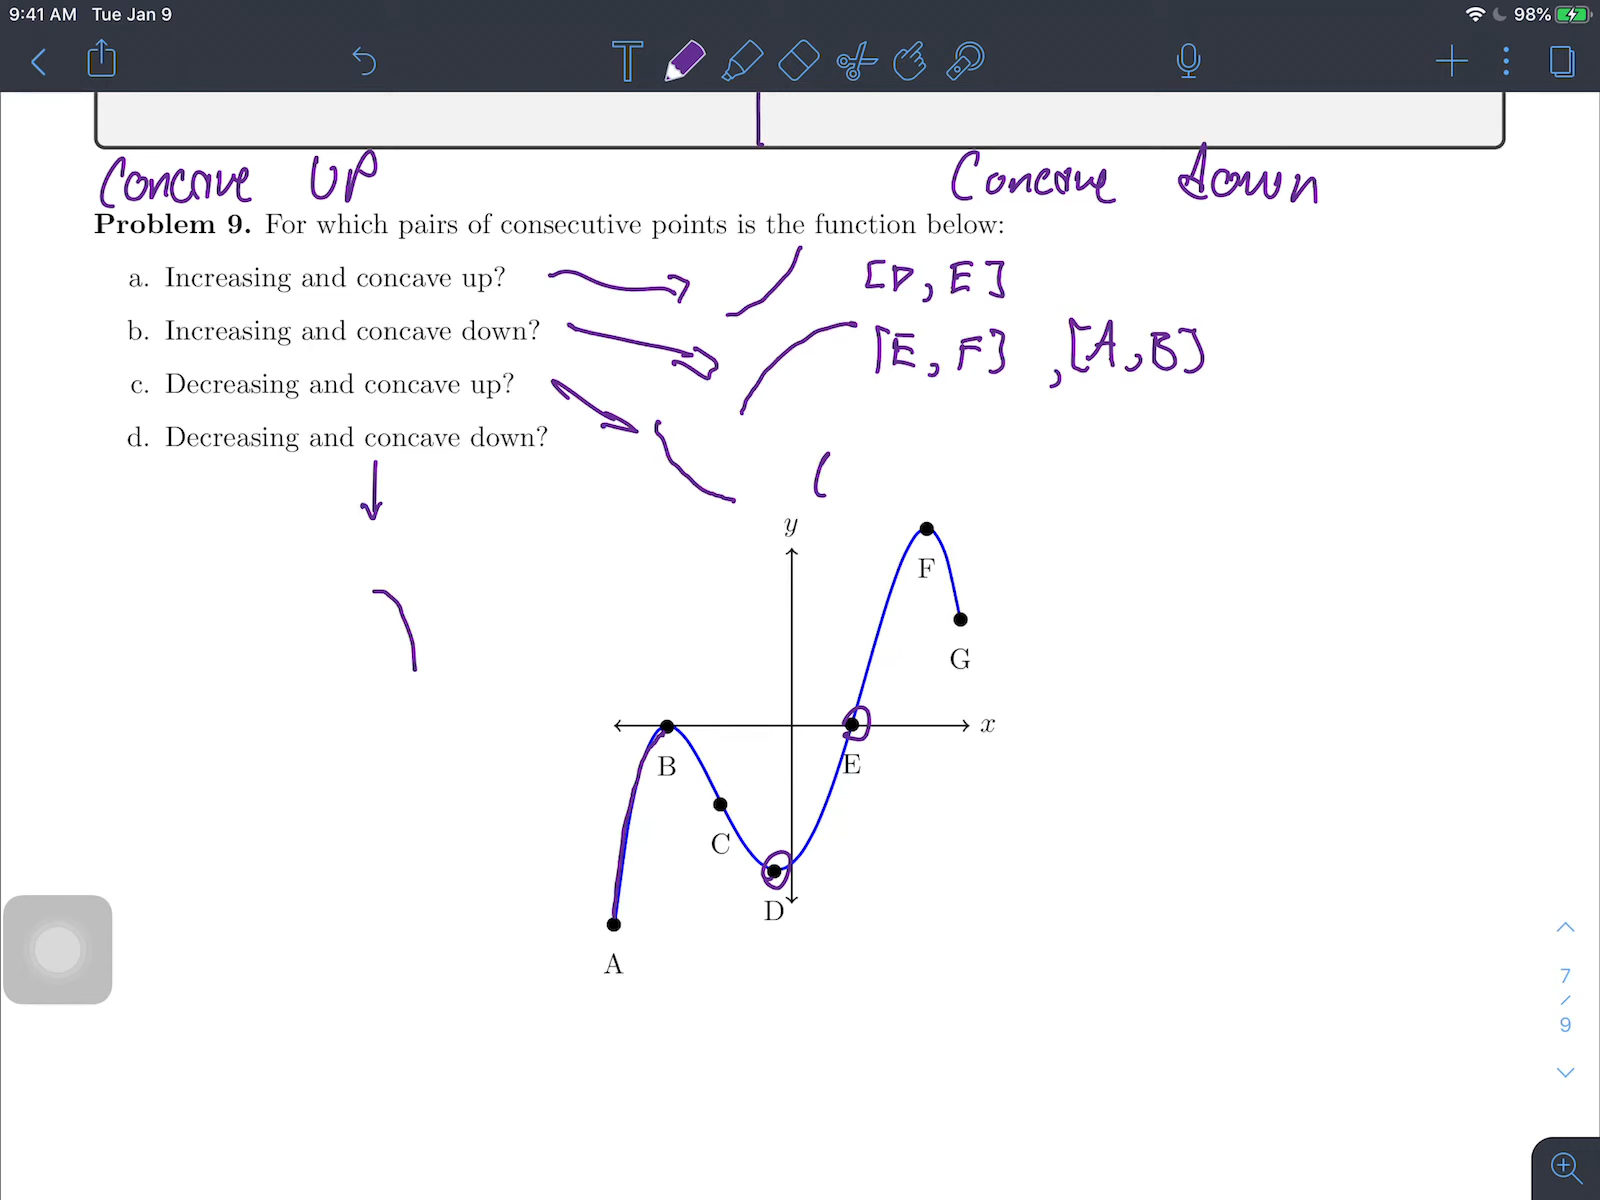 9:41 AM Tue Jan 9 98%
Concave UP Concave down
Problem 9. For which pairs of consecutive points is the function below:
a. Increasing and concave up? [D, E]
b. Increasing and concave down? [E, F] , [A, B]
c. Decreasing and concave up?
d. Decreasing and concave down?
(
y
F
G
x
B
E
C
D
A
7
/
9